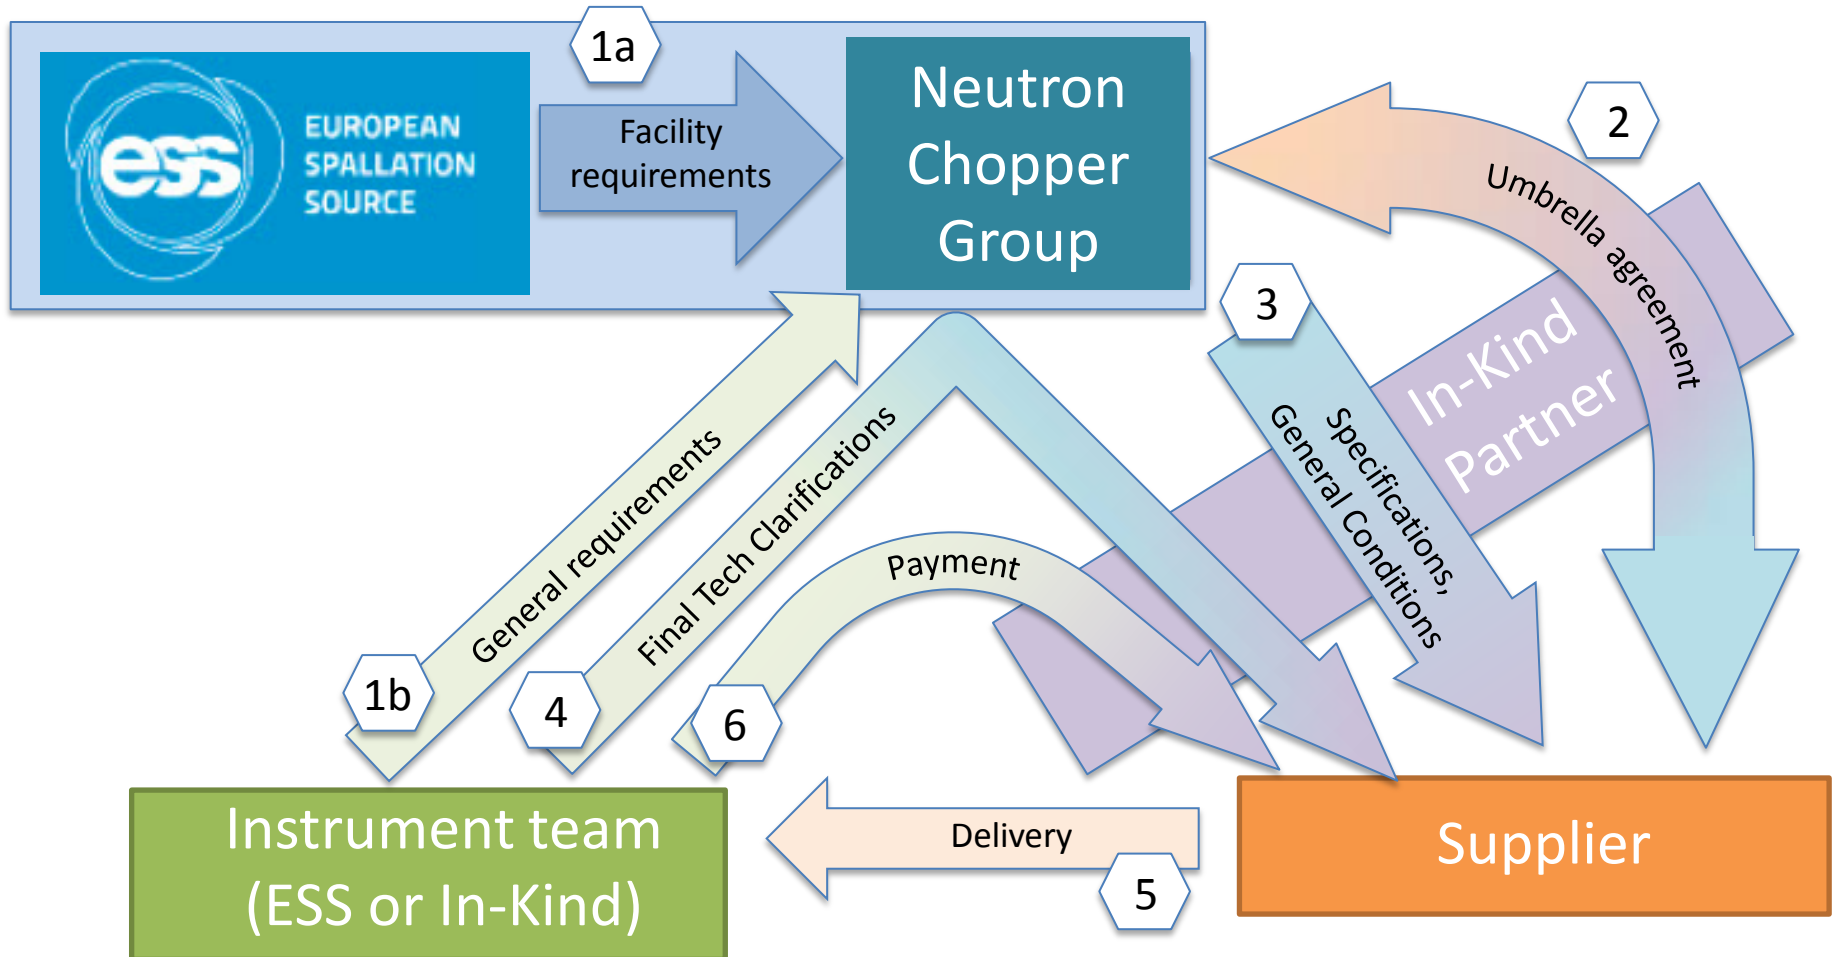 1a
ess
EUROPEAN
SPALLATION
SOURCE
Facility
requirements
Neutron
Chopper
Group
2
Umbrella agreement
3
In-Kind
Partner
Specifications,
General Conditions
General requirements
Final Tech Clarifications
Payment
1b
4
6
Instrument team
(ESS or In-Kind)
Delivery
5
Supplier